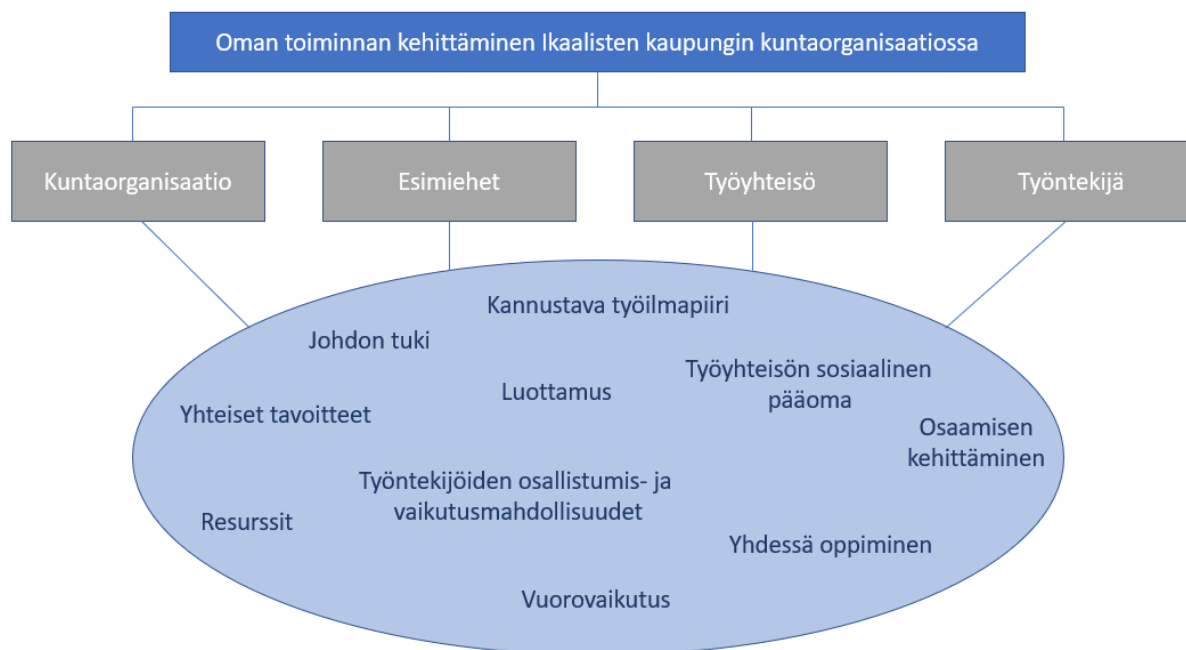 Oman toiminnan kehittäminen Ikaalisten kaupungin kuntaorganisaatiossa
Kuntaorganisaatio
Esimiehet
Työyhteisö
Työntekijä
Kannustava työilmapiiri
Johdon tuki
Työyhteisön sosiaalinen
pääoma
Luottamus
Yhteiset tavoitteet
Osaamisen
kehittäminen
Työntekijöiden osallistumis- ja
vaikutusmahdollisuudet
Resurssit
Yhdessä oppiminen
Vuorovaikutus